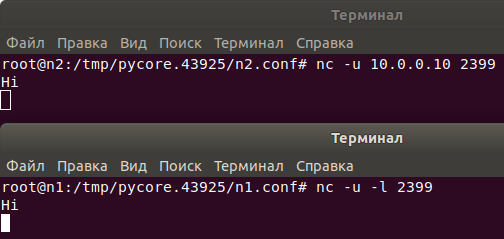 Терминал
Файл Правка Вид Поиск Терминал Справка
root@n2:/tmp/pycore.43925/n2.conf# nc -u 10.0.0.10 2399
Hi
Терминал
Файл Правка Вид Поиск Терминал Справка
root@n1:/tmp/pycore.43925/n1.conf# nc -u -l 2399
Hi